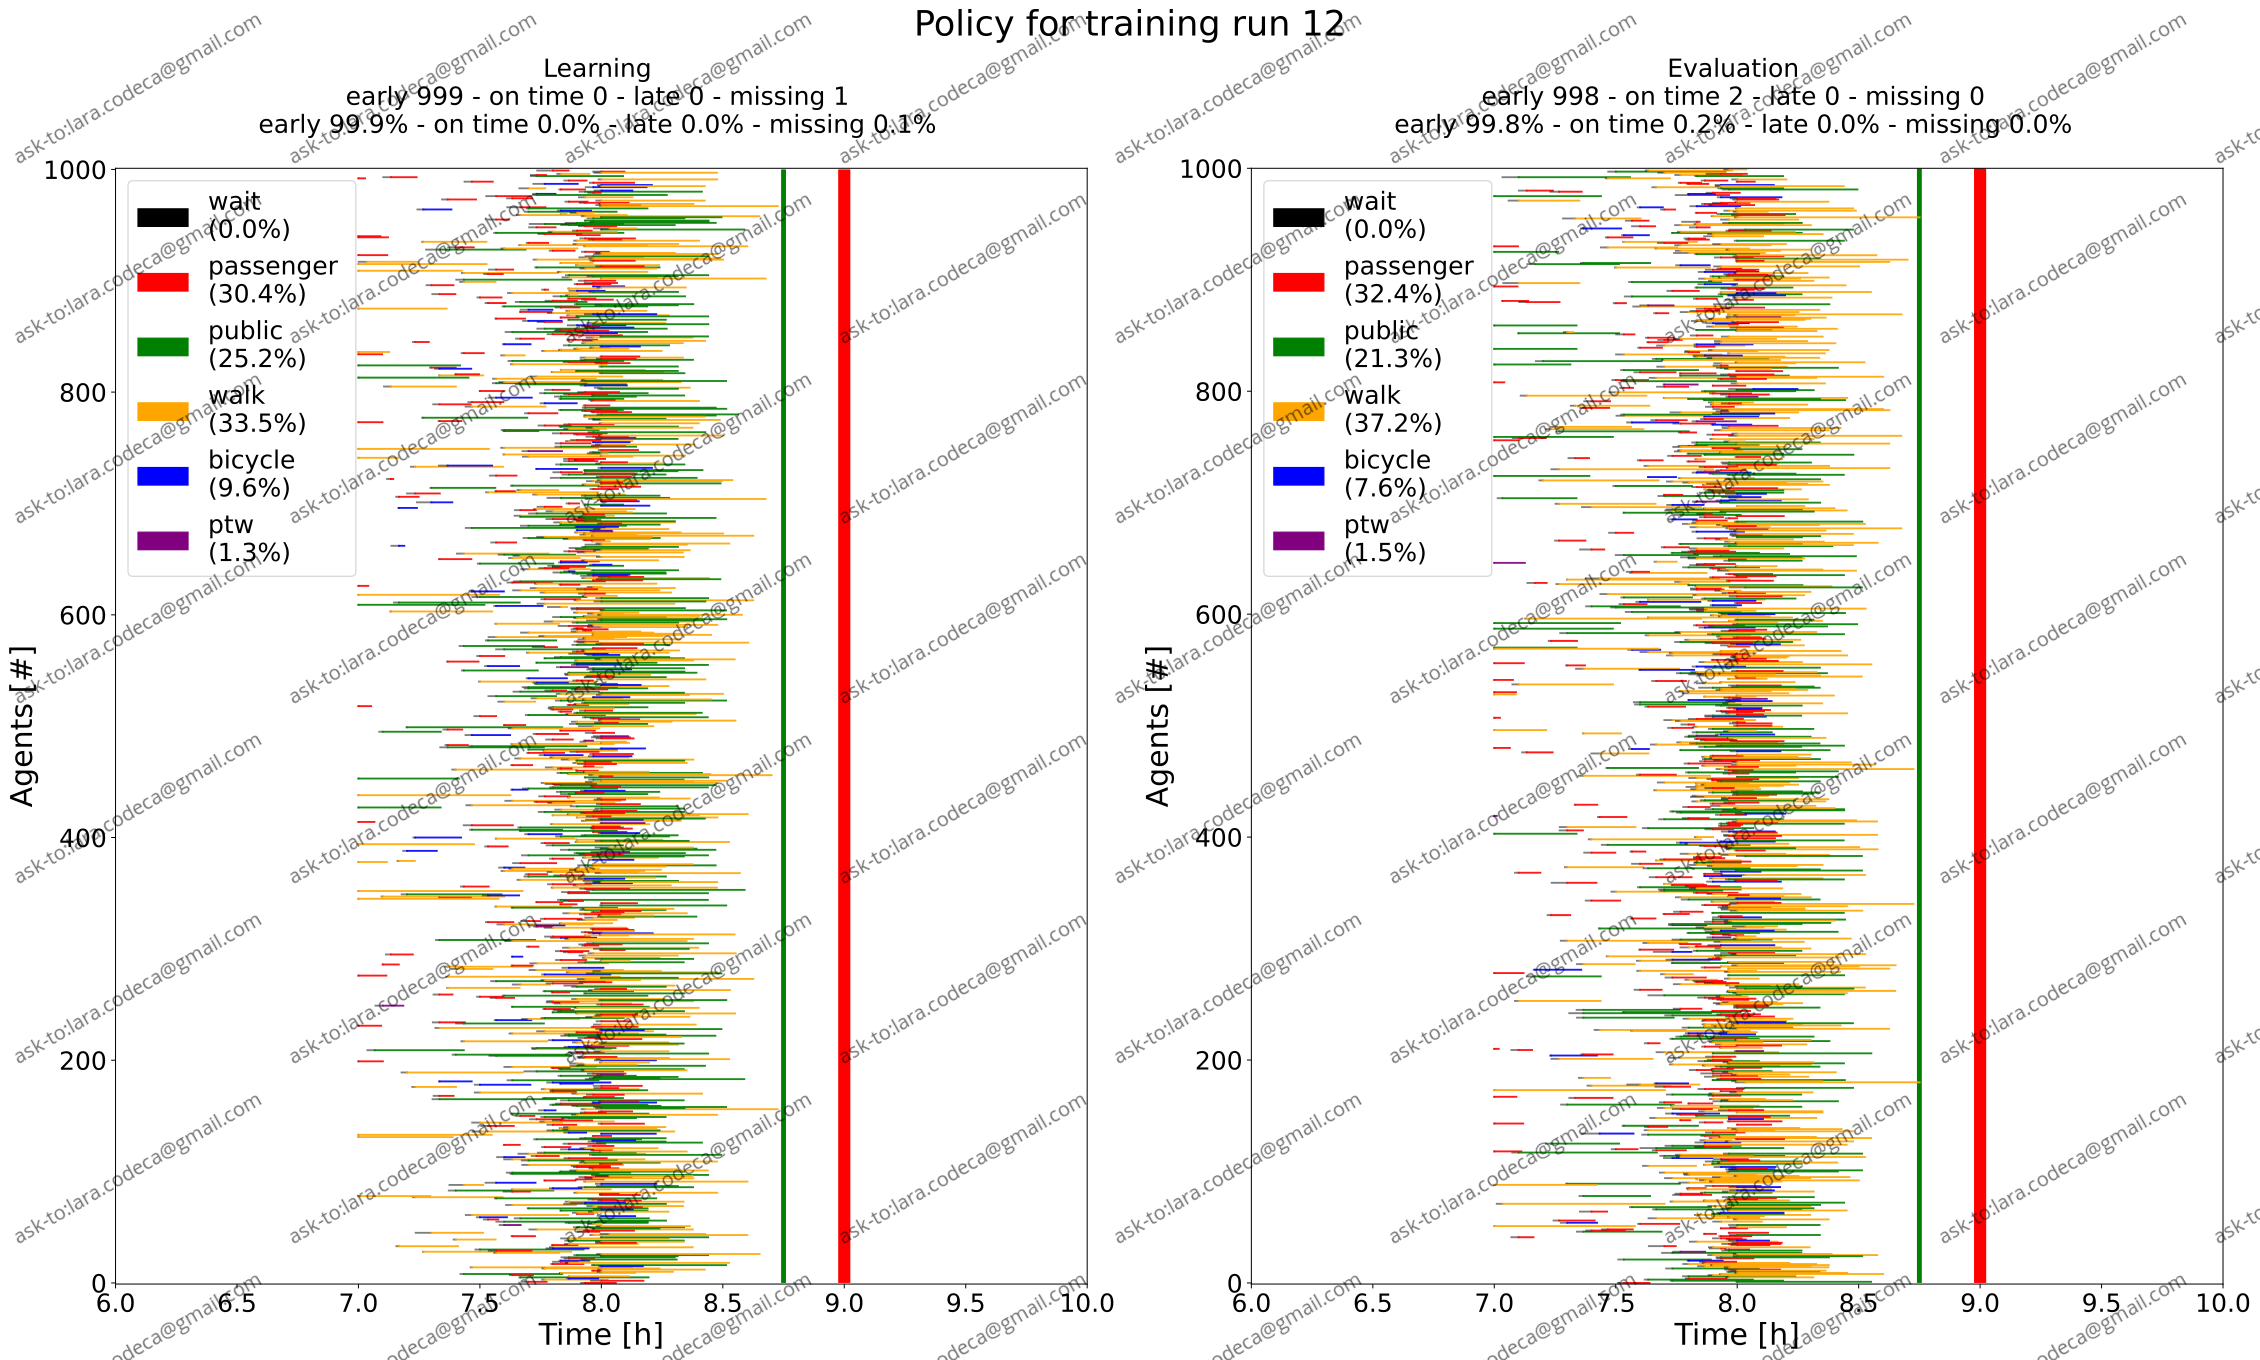 Policy for training run 12
Learning
early 999 - on time 0 - late 0 - missing 1
early 99.9% - on time 0.0% - late 0.0% - missing 0.1%
1000
800
600
400
200
0
Agents [#]
wait
(0.0%)
passenger
(30.4%)
public
(25.2%)
walk
(33.5%)
bicycle
(9.6%)
ptw
(1.3%)
6.0 6.5 7.0 7.5 8.0 8.5 9.0 9.5 10.0
Time [h]
Evaluation
early 998 - on time 2 - late 0 - missing 0
early 99.8% - on time 0.2% - late 0.0% - missing 0.0%
1000
800
600
400
200
0
Agents [#]
wait
(0.0%)
passenger
(32.4%)
public
(21.3%)
walk
(37.2%)
bicycle
(7.6%)
ptw
(1.5%)
6.0 6.5 7.0 7.5 8.0 8.5 9.0 9.5 10.0
Time [h]
ask-to:lara.codeca@gmail.com